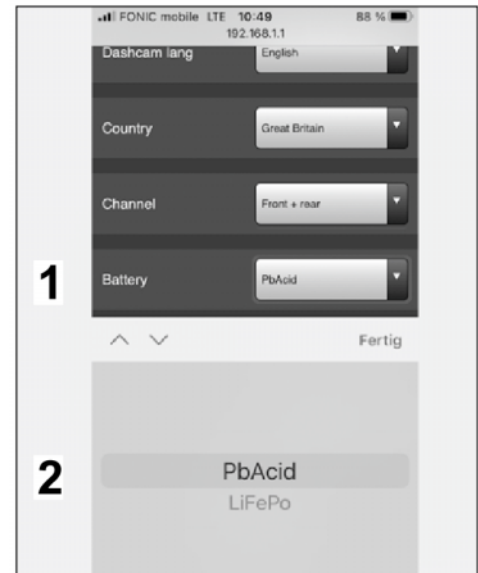 FONIC mobile LTE 10:49 88 %
192.168.1.1
Dashcam lang English
Country Great Britain
Channel Front + rear
1 Battery PbAcid
Fertig
2 PbAcid
LiFePo